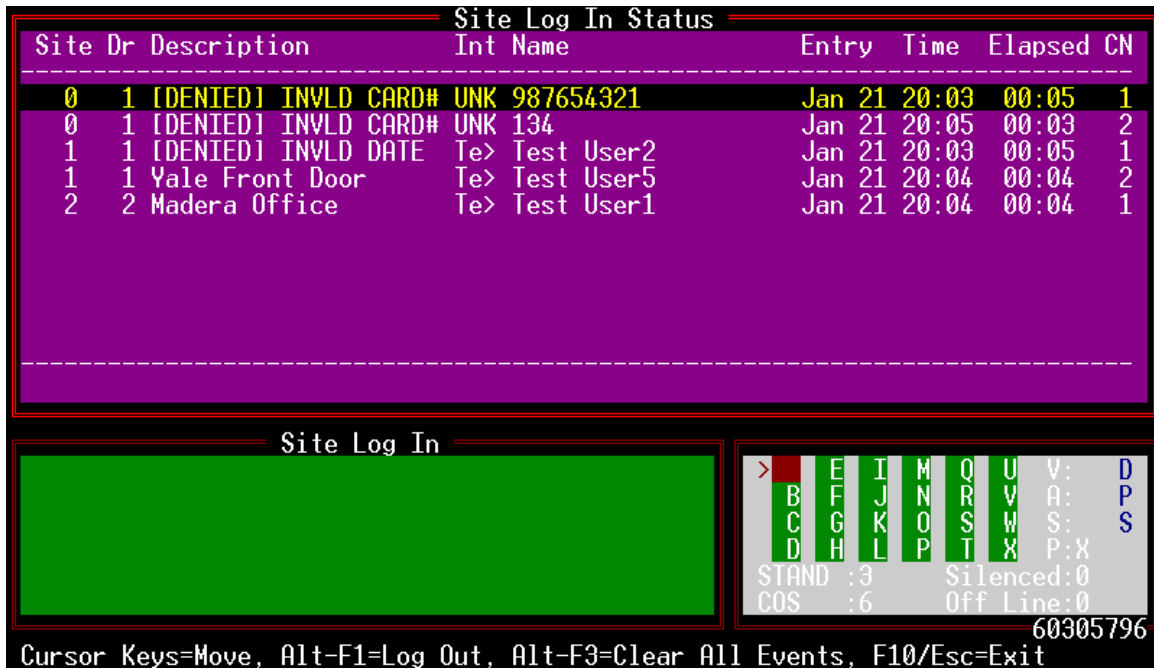 Site Log In Status
Site Dr Description Int Name Entry Time Elapsed CN
0 1 [DENIED] INVLD CARD# UNK 987654321 Jan 21 20:03 00:05 1
0 1 [DENIED] INVLD CARD# UNK 134 Jan 21 20:05 00:03 2
1 1 [DENIED] INVLD DATE Te> Test User2 Jan 21 20:03 00:05 1
1 1 Yale Front Door Te> Test User5 Jan 21 20:04 00:04 2
2 2 Madera Office Te> Test User1 Jan 21 20:04 00:04 1
Site Log In
> E I M Q U V: D
B F J N R V A: P
C G K O S W S: S
D H L P T X P:X
STAND :3 Silenced:0
COS :6 Off Line:0
60305796
Cursor Keys=Move, Alt-F1=Log Out, Alt-F3=Clear All Events, F10/Esc=Exit